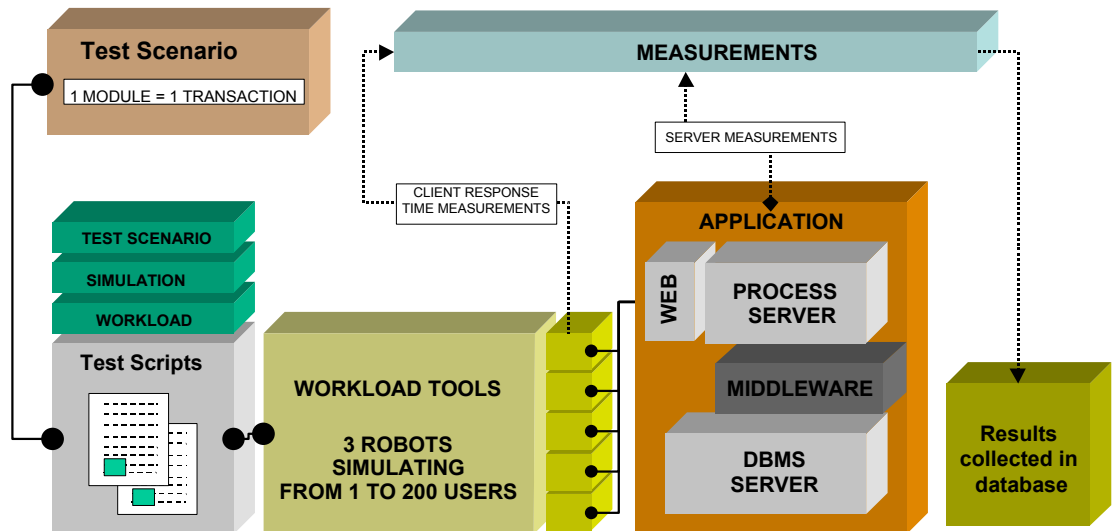 Test Scenario
1 MODULE = 1 TRANSACTION
MEASUREMENTS
SERVER MEASUREMENTS
CLIENT RESPONSE
TIME MEASUREMENTS
TEST SCENARIO
SIMULATION
WORKLOAD
Test Scripts
WORKLOAD TOOLS
3 ROBOTS
SIMULATING
FROM 1 TO 200 USERS
APPLICATION
WEB
PROCESS
SERVER
MIDDLEWARE
DBMS
SERVER
Results
collected in
database